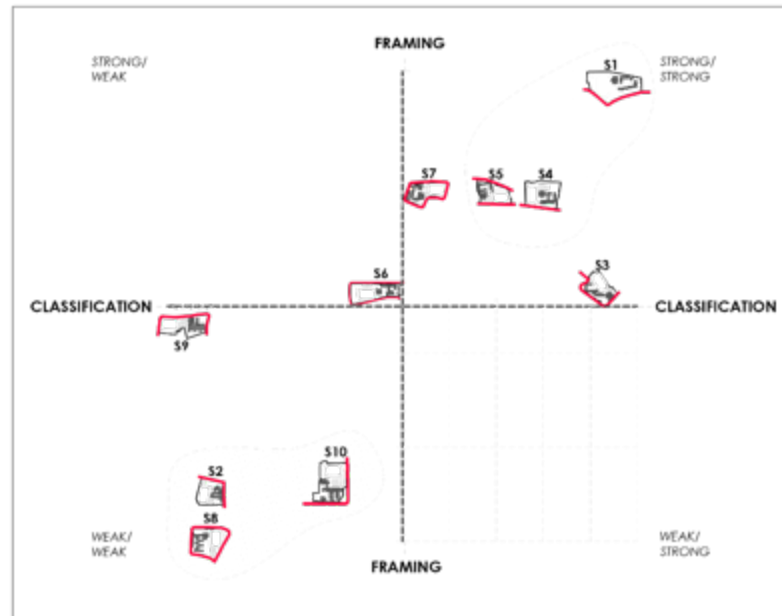 FRAMING
STRONG/
WEAK
STRONG/
STRONG
S1
S7
S5
S4
S6
S3
CLASSIFICATION
CLASSIFICATION
S9
S10
S2
S8
WEAK/
WEAK
WEAK/
STRONG
FRAMING